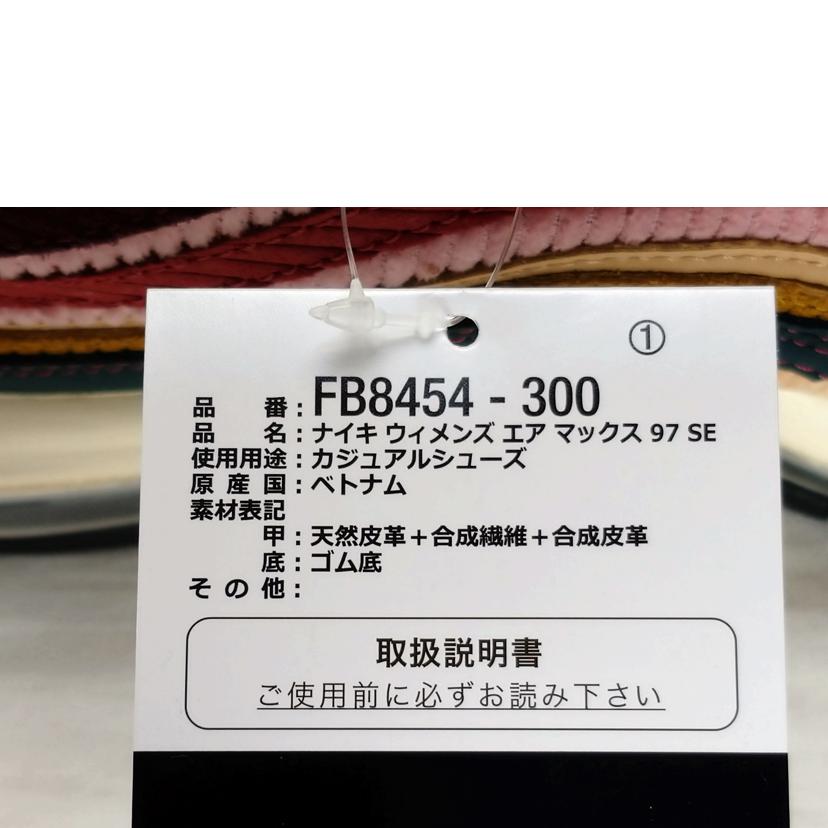 ①
品番：FB8454 - 300
品名：ナイキ ウィメンズ エア マックス 97 SE
使用用途：カジュアルシューズ
原産国：ベトナム
素材表記
甲：天然皮革＋合成繊維＋合成皮革
底：ゴム底
その他：
取扱説明書
ご使用前に必ずお読み下さい